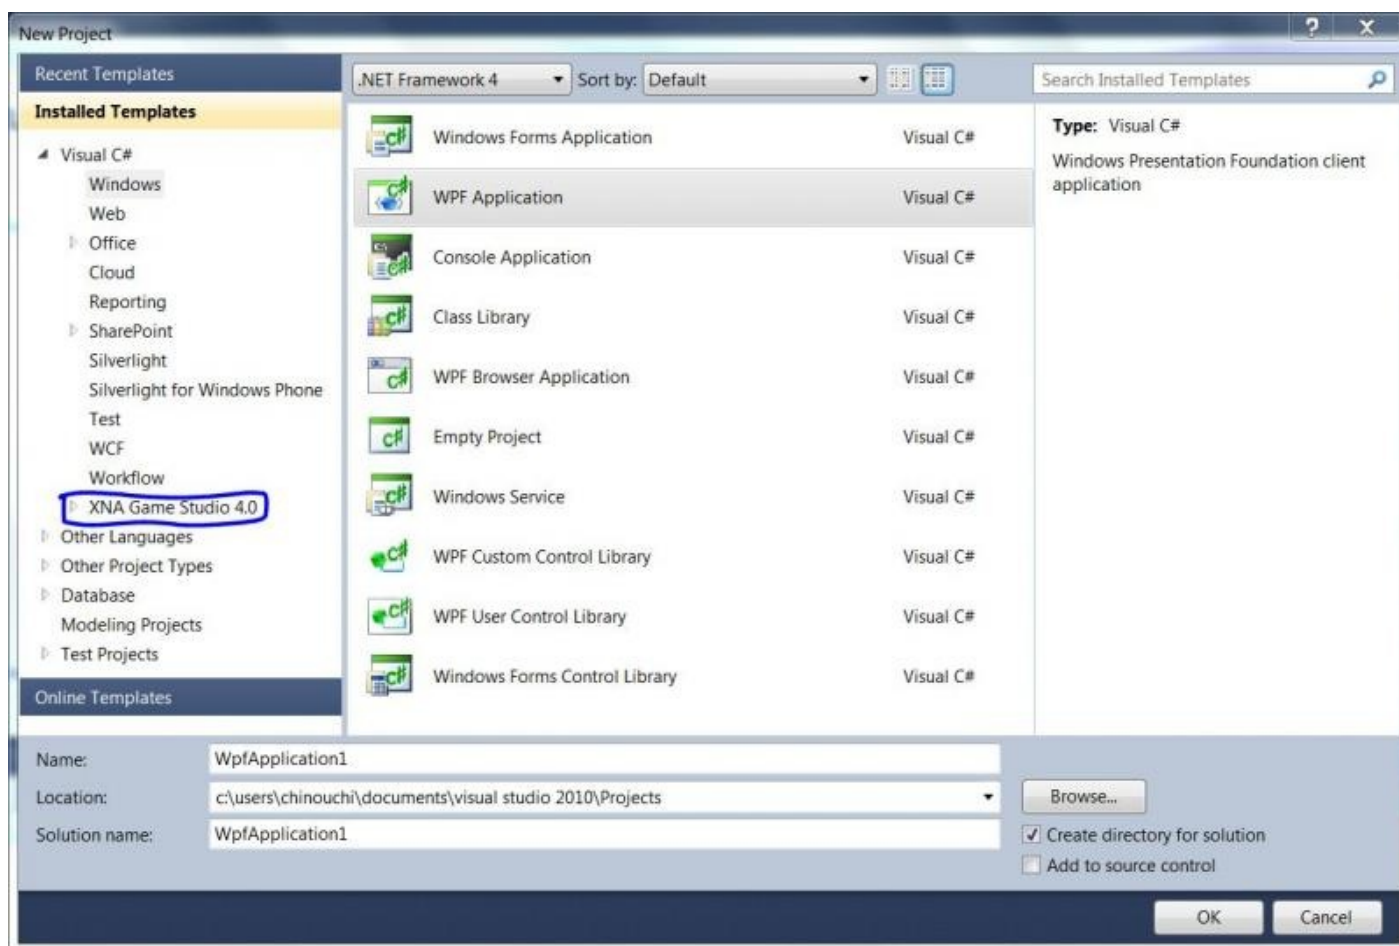 New Project
Recent Templates
Installed Templates
Visual C#
Windows
Web
Office
Cloud
Reporting
SharePoint
Silverlight
Silverlight for Windows Phone
Test
WCF
Workflow
XNA Game Studio 4.0
Other Languages
Other Project Types
Database
Modeling Projects
Test Projects
Online Templates
.NET Framework 4 Sort by: Default
Windows Forms Application Visual C#
WPF Application Visual C#
Console Application Visual C#
Class Library Visual C#
WPF Browser Application Visual C#
Empty Project Visual C#
Windows Service Visual C#
WPF Custom Control Library Visual C#
WPF User Control Library Visual C#
Windows Forms Control Library Visual C#
Search Installed Templates
Type: Visual C#
Windows Presentation Foundation client
application
Name: WpfApplication1
Location: c:\users\chinouchi\documents\visual studio 2010\Projects Browse...
Solution name: WpfApplication1
Create directory for solution
Add to source control
OK Cancel